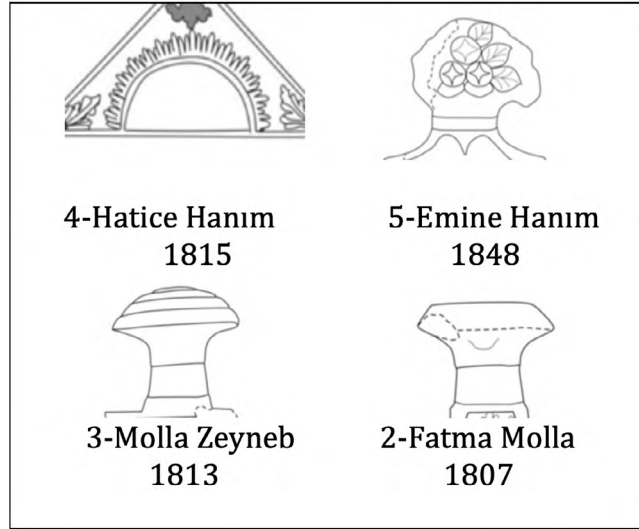 4-Hatice Hanım
1815
5-Emine Hanım
1848
3-Molla Zeyneb
1813
2-Fatma Molla
1807